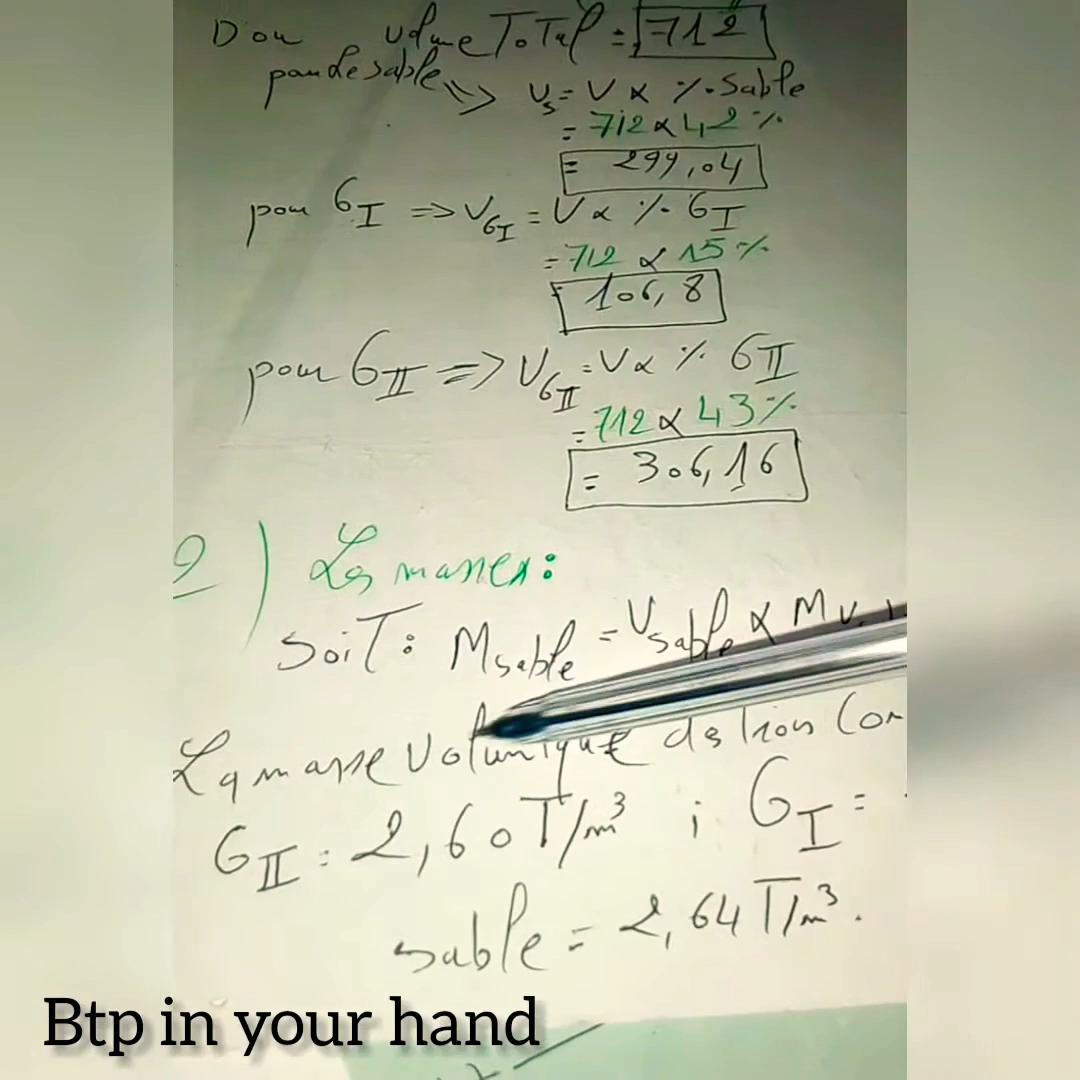 D'ou volume Total = 712
pour le sable => Vs = V x %.Sable
= 712 x 42%
= 299,04
pour GI => VGI = V x % GI
= 712 x 15%
= 106,8
pour GII => VGII = V x % GII
= 712 x 43%
= 306,16
2) Les masses:
Soit: Msable = Vsable x M
La masse Volumique des
GII = 2,60 T/m³ ; GI =
sable = 2,64 T/m³.
Btp in your hand